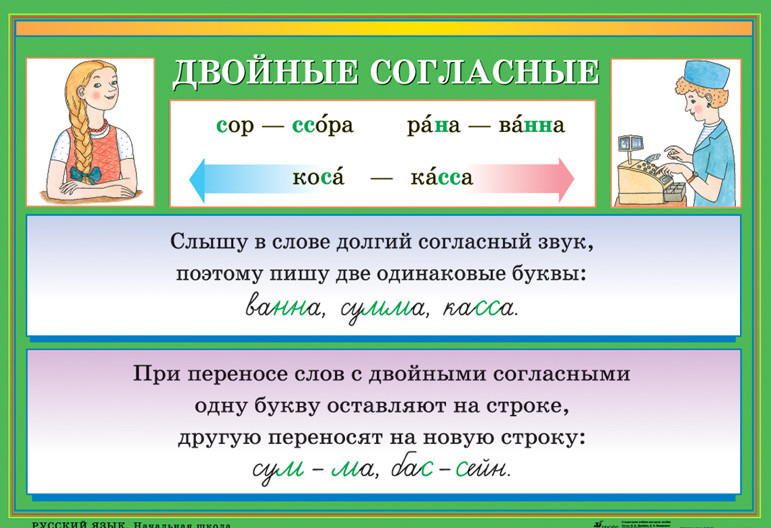 ДВОЙНЫЕ СОГЛАСНЫЕ
сор — ссо́ра ра́на — ва́нна
коса́ — ка́сса
Слышу в слове долгий согласный звук,
поэтому пишу две одинаковые буквы:
ванна, сумма, касса.
При переносе слов с двойными согласными
одну букву оставляют на строке,
другую переносят на новую строку:
сум – ма, бас – сейн.
РУССКИЙ ЯЗЫК. Начальная школа